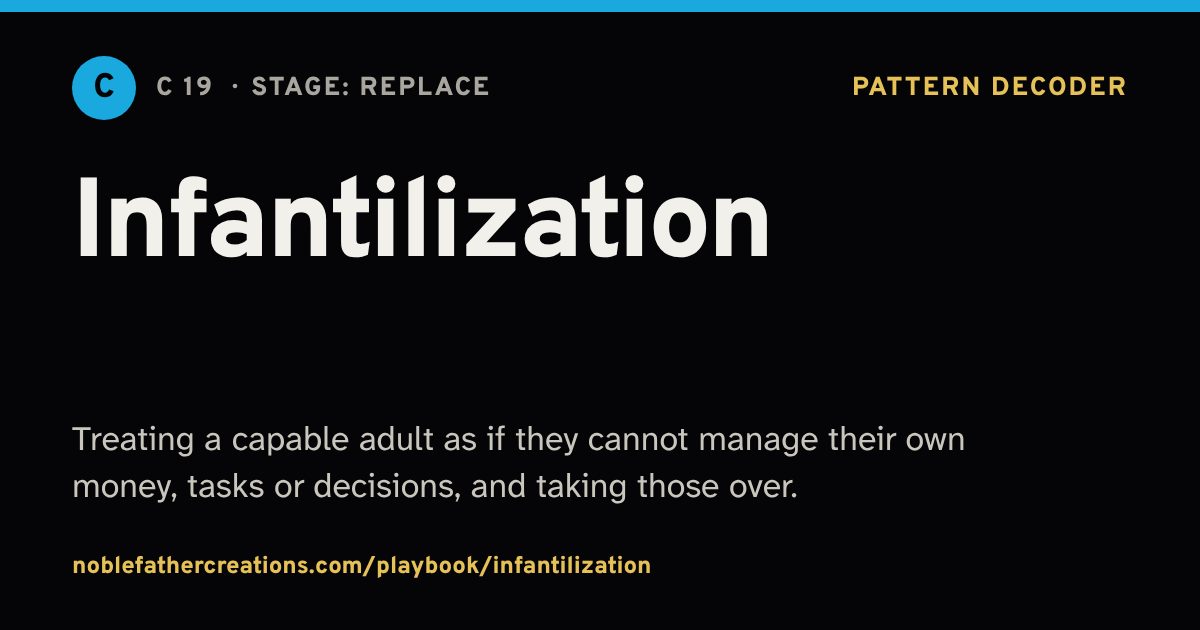 C C 19 · STAGE: REPLACE PATTERN DECODER
Infantilization
Treating a capable adult as if they cannot manage their own
money, tasks or decisions, and taking those over.
noblefathercreations.com/playbook/infantilization